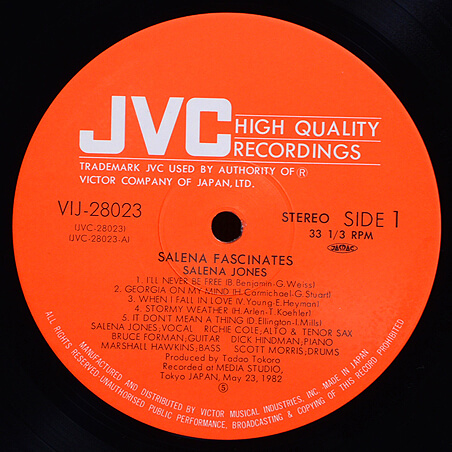 JVC HIGH QUALITY
RECORDINGS
TRADEMARK JVC USED BY AUTHORITY OF Ⓡ
VICTOR COMPANY OF JAPAN, LTD.
VIJ-28023
(JVC-28023)
(JVC-28023-A)
STEREO SIDE 1
33 1/3 RPM
JASRAC
SALENA FASCINATES
SALENA JONES
1. I'LL NEVER BE FREE (B. Benjamin-G. Weiss)
2. GEORGIA ON MY MIND (H. Carmichael-G. Stuart)
3. WHEN I FALL IN LOVE (V. Young-E. Heyman)
4. STORMY WEATHER (H. Arlen-T. Koehler)
5. IT DON'T MEAN A THING (D. Ellington-I. Mills)
SALENA JONES; VOCAL RICHIE COLE; ALTO & TENOR SAX
BRUCE FORMAN; GUITAR DICK HINDMAN; PIANO
MARSHALL HAWKINS; BASS SCOTT MORRIS; DRUMS
Produced by Tadao Tokora
Recorded at MEDIA STUDIO,
Tokyo JAPAN, May 23, 1982
Ⓢ
MANUFACTURED AND DISTRIBUTED BY VICTOR MUSICAL INDUSTRIES, INC. MADE IN JAPAN
ALL RIGHTS RESERVED-UNAUTHORISED PUBLIC PERFORMANCE, BROADCASTING & COPYING OF THIS RECORD PROHIBITED